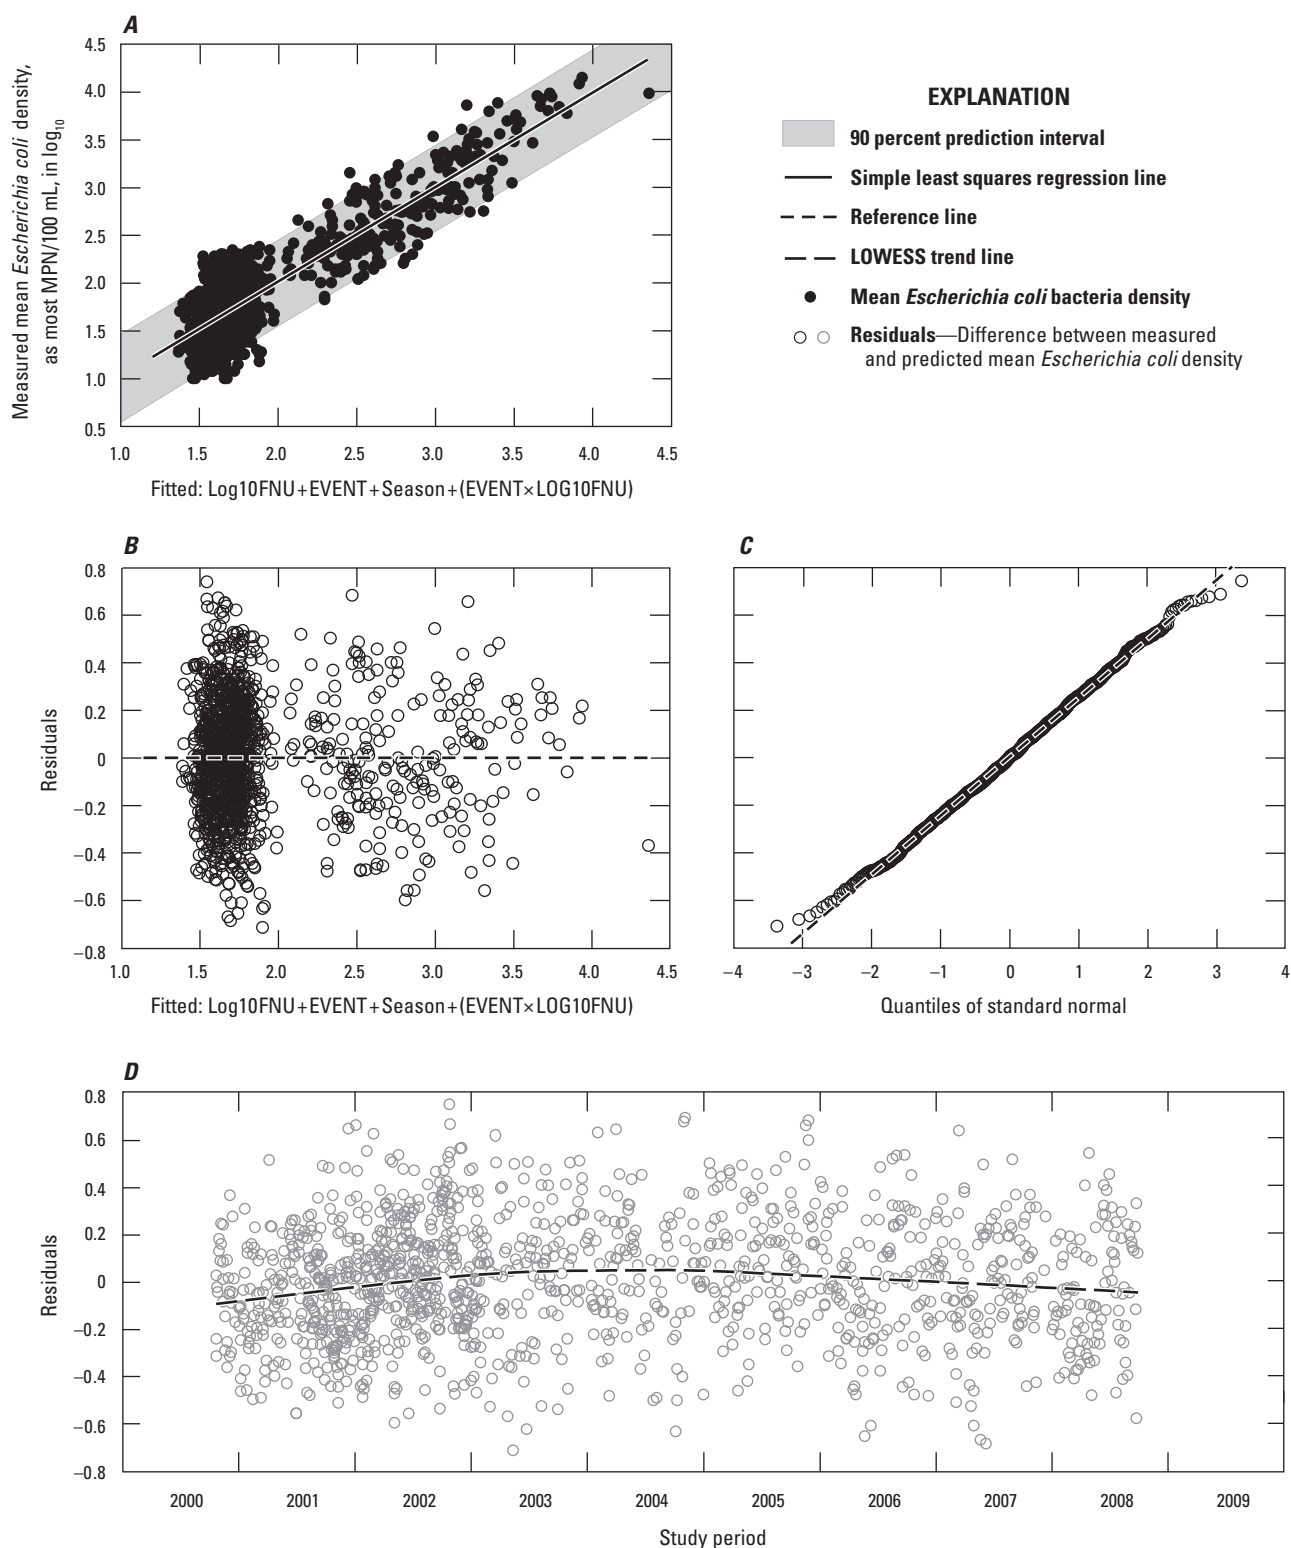 A
Measured mean Escherichia coli density,
as most MPN/100 mL, in log10
4.5
4.0
3.5
3.0
2.5
2.0
1.5
1.0
0.5
1.0 1.5 2.0 2.5 3.0 3.5 4.0 4.5
Fitted: Log10FNU+EVENT+Season+(EVENT×LOG10FNU)
EXPLANATION
90 percent prediction interval
Simple least squares regression line
Reference line
LOWESS trend line
Mean Escherichia coli bacteria density
Residuals—Difference between measured
and predicted mean Escherichia coli density
B
Residuals
0.8
0.6
0.4
0.2
0
−0.2
−0.4
−0.6
−0.8
1.0 1.5 2.0 2.5 3.0 3.5 4.0 4.5
Fitted: Log10FNU+EVENT+Season+(EVENT×LOG10FNU)
C
−4 −3 −2 −1 0 1 2 3 4
Quantiles of standard normal
D
Residuals
0.8
0.6
0.4
0.2
0
−0.2
−0.4
−0.6
−0.8
2000 2001 2002 2003 2004 2005 2006 2007 2008 2009
Study period